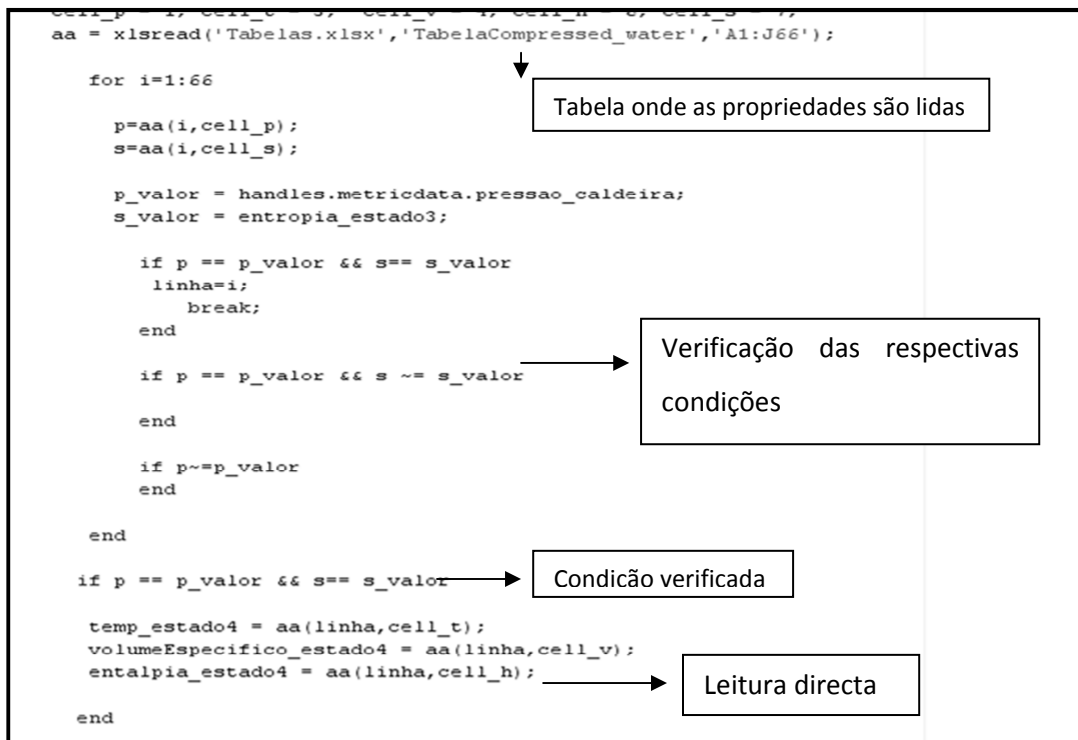 aa = xlsread('Tabelas.xlsx','TabelaCompressed_water','A1:J66');
for i=1:66
Tabela onde as propriedades são lidas
p=aa(i,cell_p);
s=aa(i,cell_s);
p_valor = handles.metricdata.pressao_caldeira;
s_valor = entropia_estado3;
if p == p_valor && s== s_valor
linha=i;
break;
end
Verificação das respectivas
condições
if p == p_valor && s ~= s_valor
end
if p~=p_valor
end
end
if p == p_valor && s== s_valor
Condicão verificada
temp_estado4 = aa(linha,cell_t);
volumeEspecifico_estado4 = aa(linha,cell_v);
entalpia_estado4 = aa(linha,cell_h);
Leitura directa
end